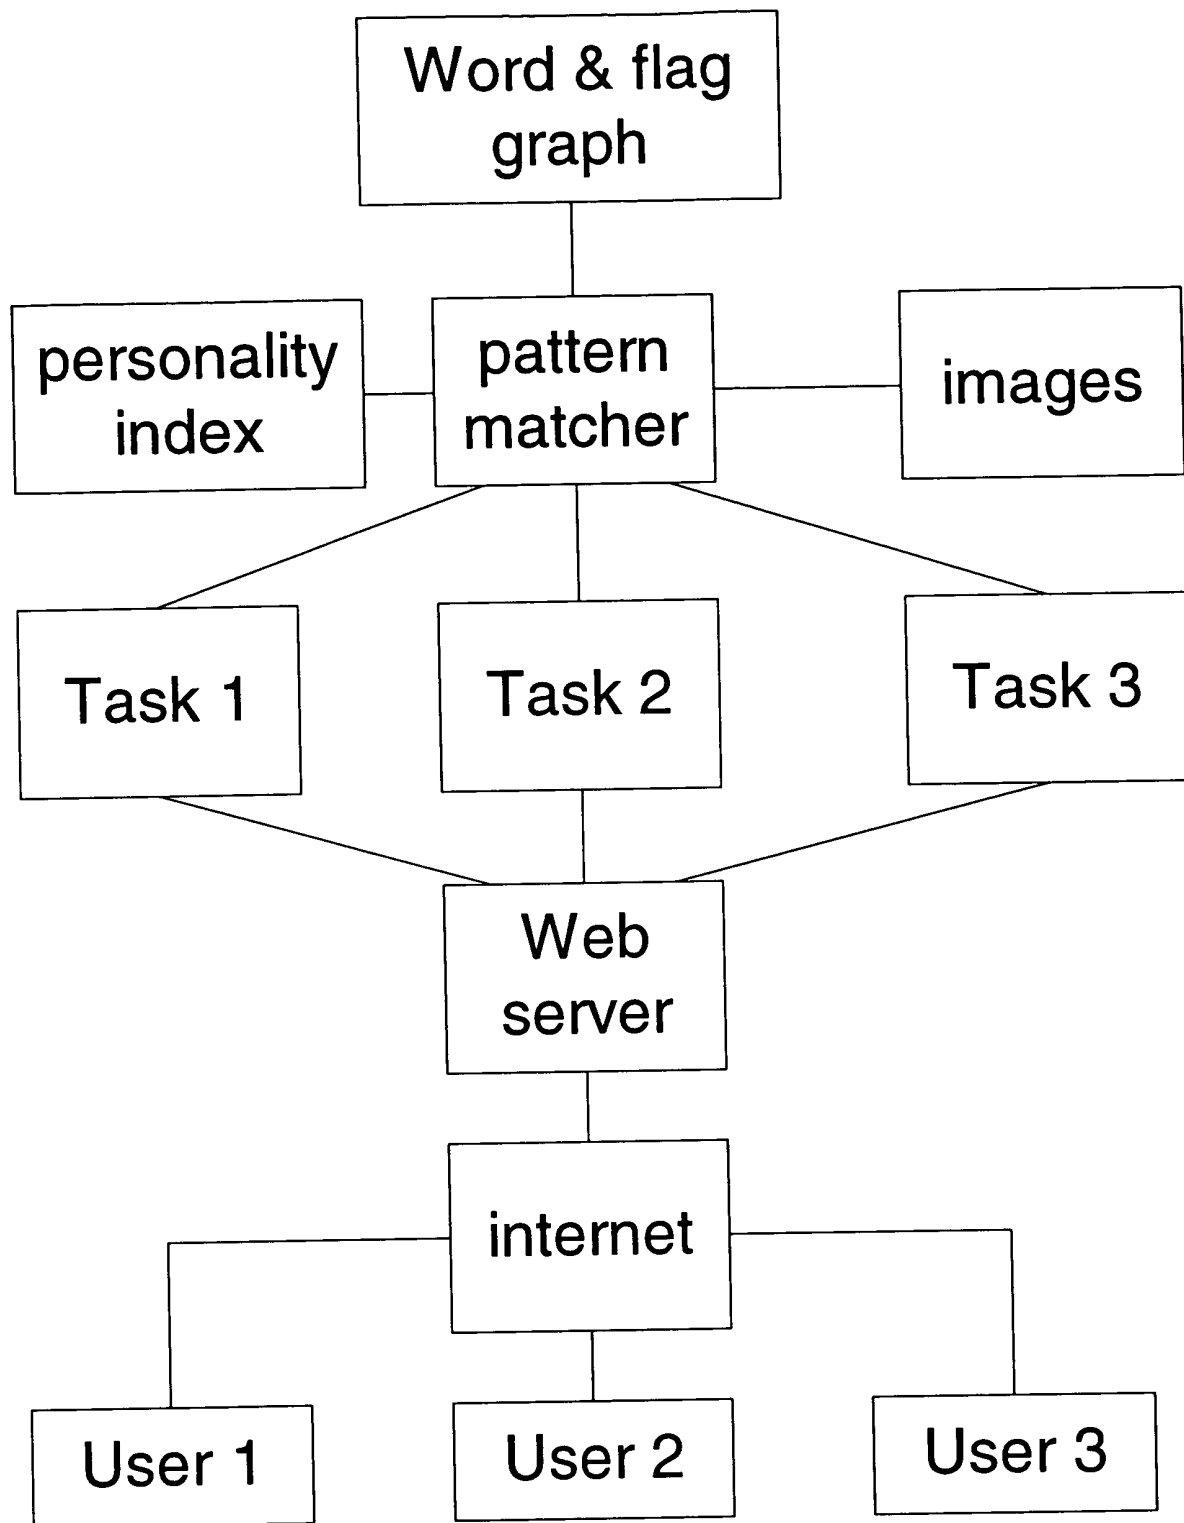 Word & flag
graph
personality
index
pattern
matcher
images
Task 1
Task 2
Task 3
Web
server
internet
User 1
User 2
User 3